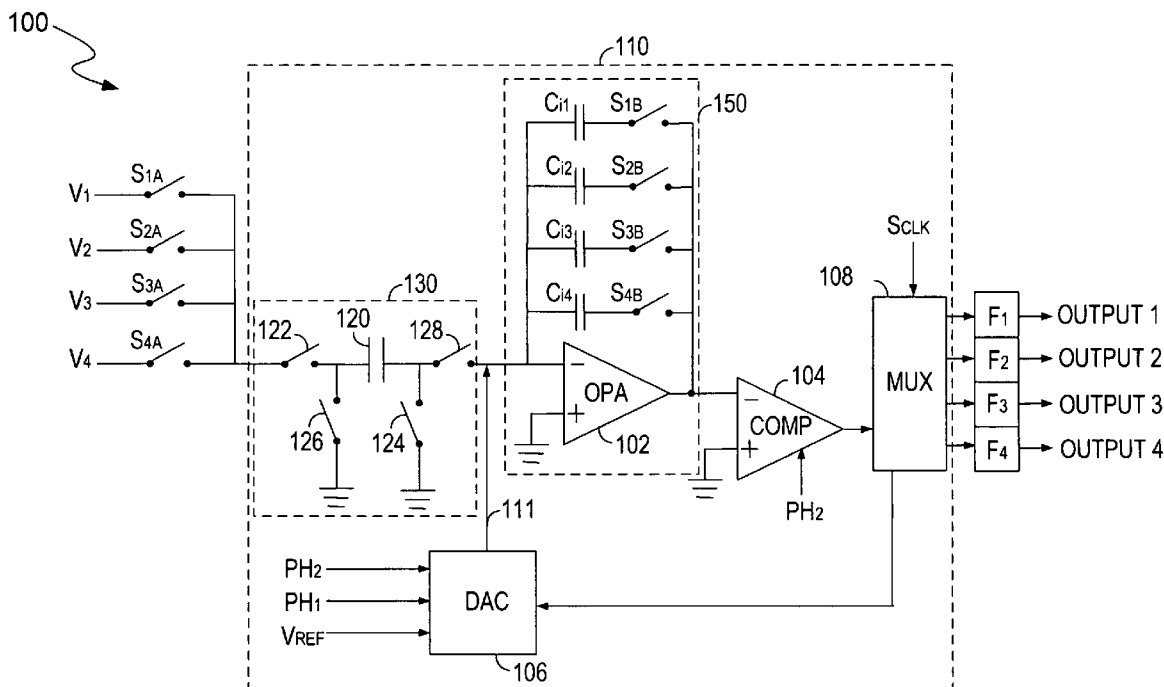 100
110
150
Ci1 S1B
Ci2 S2B
Ci3 S3B
Ci4 S4B
V1 S1A
V2 S2A
V3 S3A
V4 S4A
130
122 120 128
126 124
OPA
102
104
COMP
PH2
SCLK
108
MUX
F1 OUTPUT 1
F2 OUTPUT 2
F3 OUTPUT 3
F4 OUTPUT 4
111
PH2
PH1
VREF
DAC
106